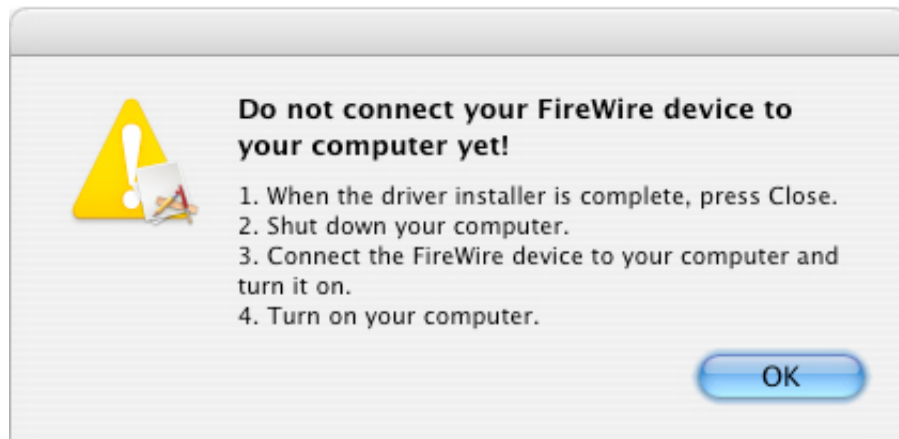 Do not connect your FireWire device to
your computer yet!
1. When the driver installer is complete, press Close.
2. Shut down your computer.
3. Connect the FireWire device to your computer and
turn it on.
4. Turn on your computer.
OK